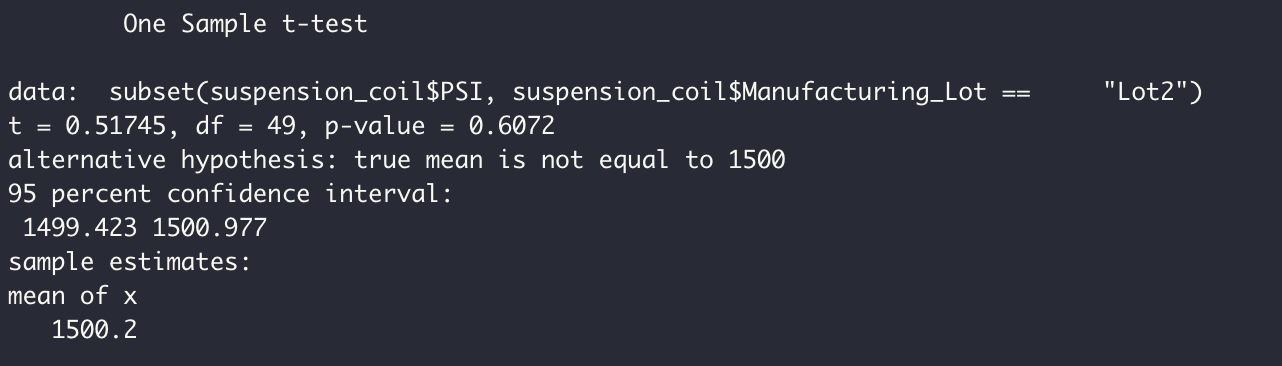 One Sample t-test
data:  subset(suspension_coil$PSI, suspension_coil$Manufacturing_Lot ==     "Lot2")
t = 0.51745, df = 49, p-value = 0.6072
alternative hypothesis: true mean is not equal to 1500
95 percent confidence interval:
 1499.423 1500.977
sample estimates:
mean of x
   1500.2